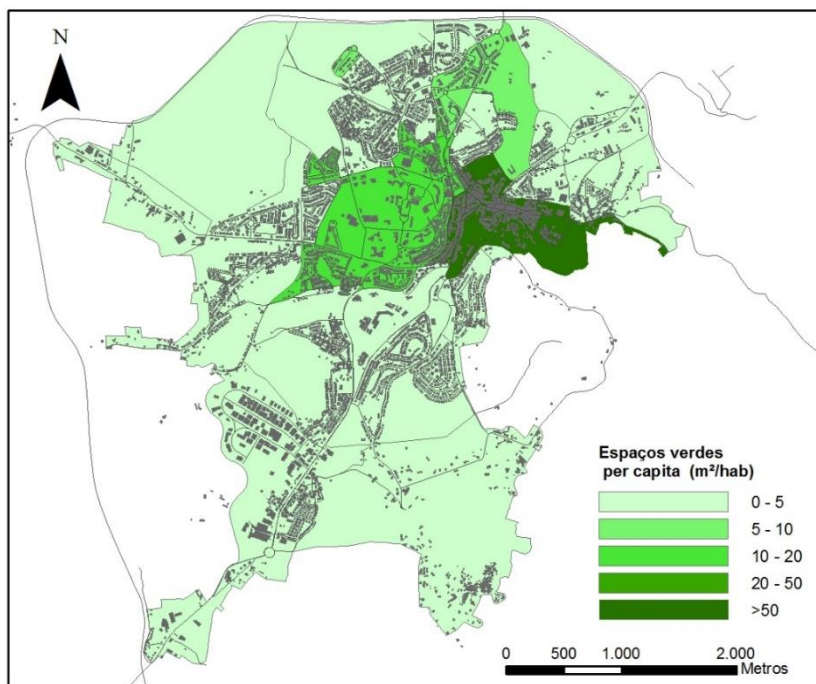 N
Espaços verdes
per capita (m²/hab)
0 - 5
5 - 10
10 - 20
20 - 50
>50
0 500 1.000 2.000
Metros